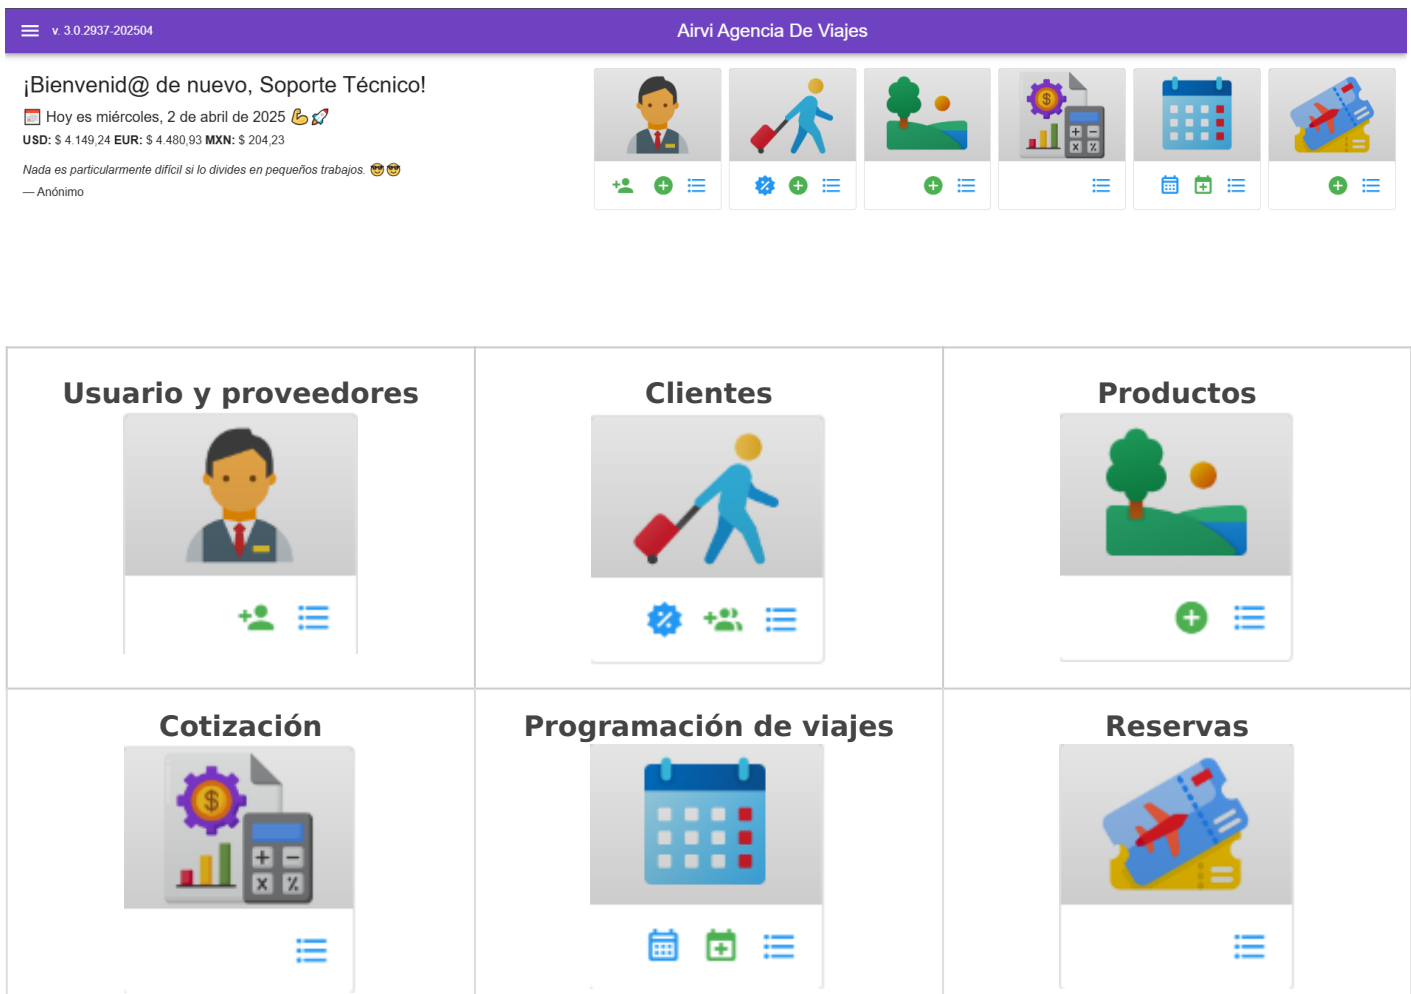 v. 3.0.2937-202504
Airvi Agencia De Viajes
¡Bienvenid@ de nuevo, Soporte Técnico!
Hoy es miércoles, 2 de abril de 2025
USD: $ 4.149,24 EUR: $ 4.480,93 MXN: $ 204,23
Nada es particularmente difícil si lo divides en pequeños trabajos.
— Anónimo
Usuario y proveedores
Clientes
Productos
Cotización
Programación de viajes
Reservas